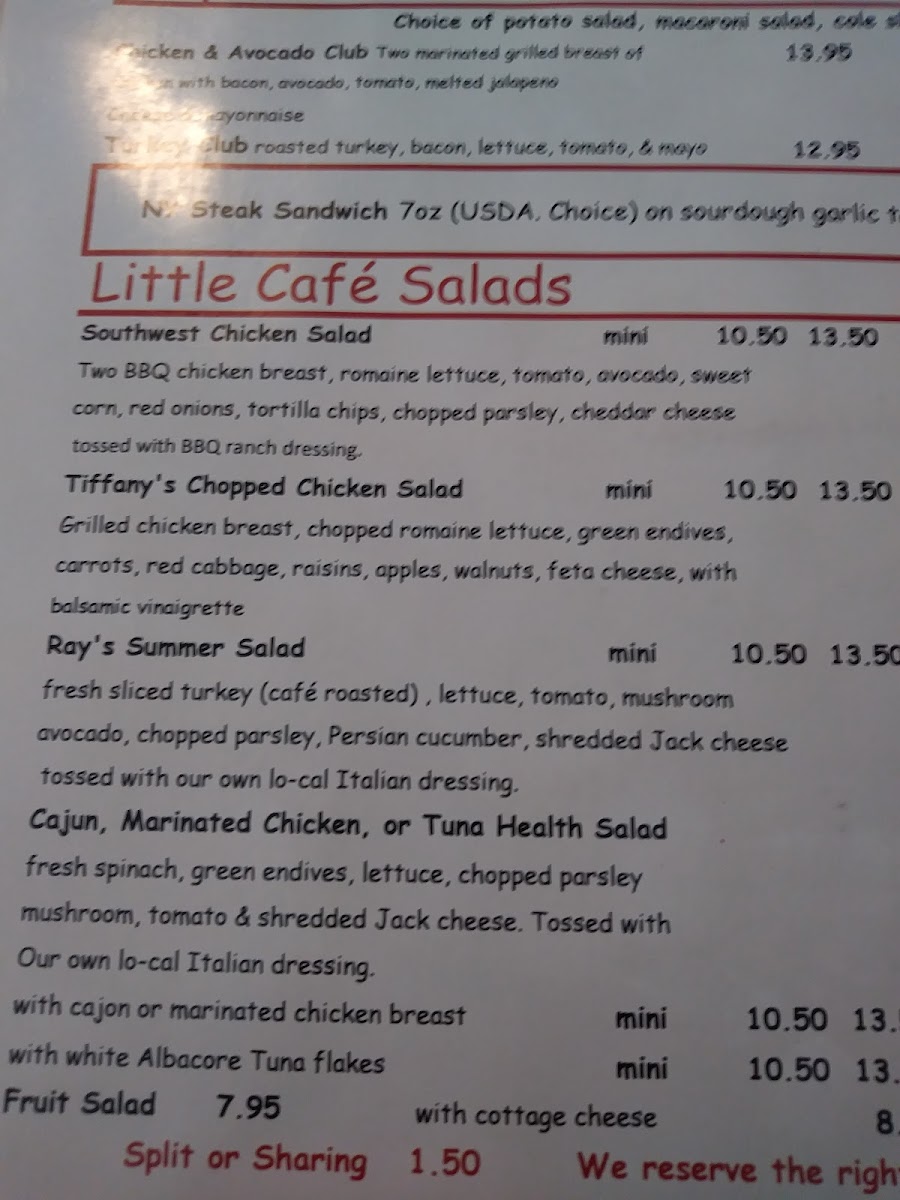 Choice of potato salad, macaroni salad, cole
Chicken & Avocado Club Two marinated grilled breast of 13.95
with bacon, avocado, tomato, melted jalapeno
mayonnaise
Turkey Club roasted turkey, bacon, lettuce, tomato, & mayo 12.95
NY Steak Sandwich 7oz (USDA. Choice) on sourdough garlic
Little Café Salads
Southwest Chicken Salad mini 10.50 13.50
Two BBQ chicken breast, romaine lettuce, tomato, avocado, sweet
corn, red onions, tortilla chips, chopped parsley, cheddar cheese
tossed with BBQ ranch dressing.
Tiffany's Chopped Chicken Salad mini 10.50 13.50
Grilled chicken breast, chopped romaine lettuce, green endives,
carrots, red cabbage, raisins, apples, walnuts, feta cheese, with
balsamic vinaigrette
Ray's Summer Salad mini 10.50 13.50
fresh sliced turkey (café roasted) , lettuce, tomato, mushroom
avocado, chopped parsley, Persian cucumber, shredded Jack cheese
tossed with our own lo-cal Italian dressing.
Cajun, Marinated Chicken, or Tuna Health Salad
fresh spinach, green endives, lettuce, chopped parsley
mushroom, tomato & shredded Jack cheese. Tossed with
Our own lo-cal Italian dressing.
with cajon or marinated chicken breast mini 10.50 13.
with white Albacore Tuna flakes mini 10.50 13.
Fruit Salad 7.95 with cottage cheese 8.
Split or Sharing 1.50 We reserve the righ